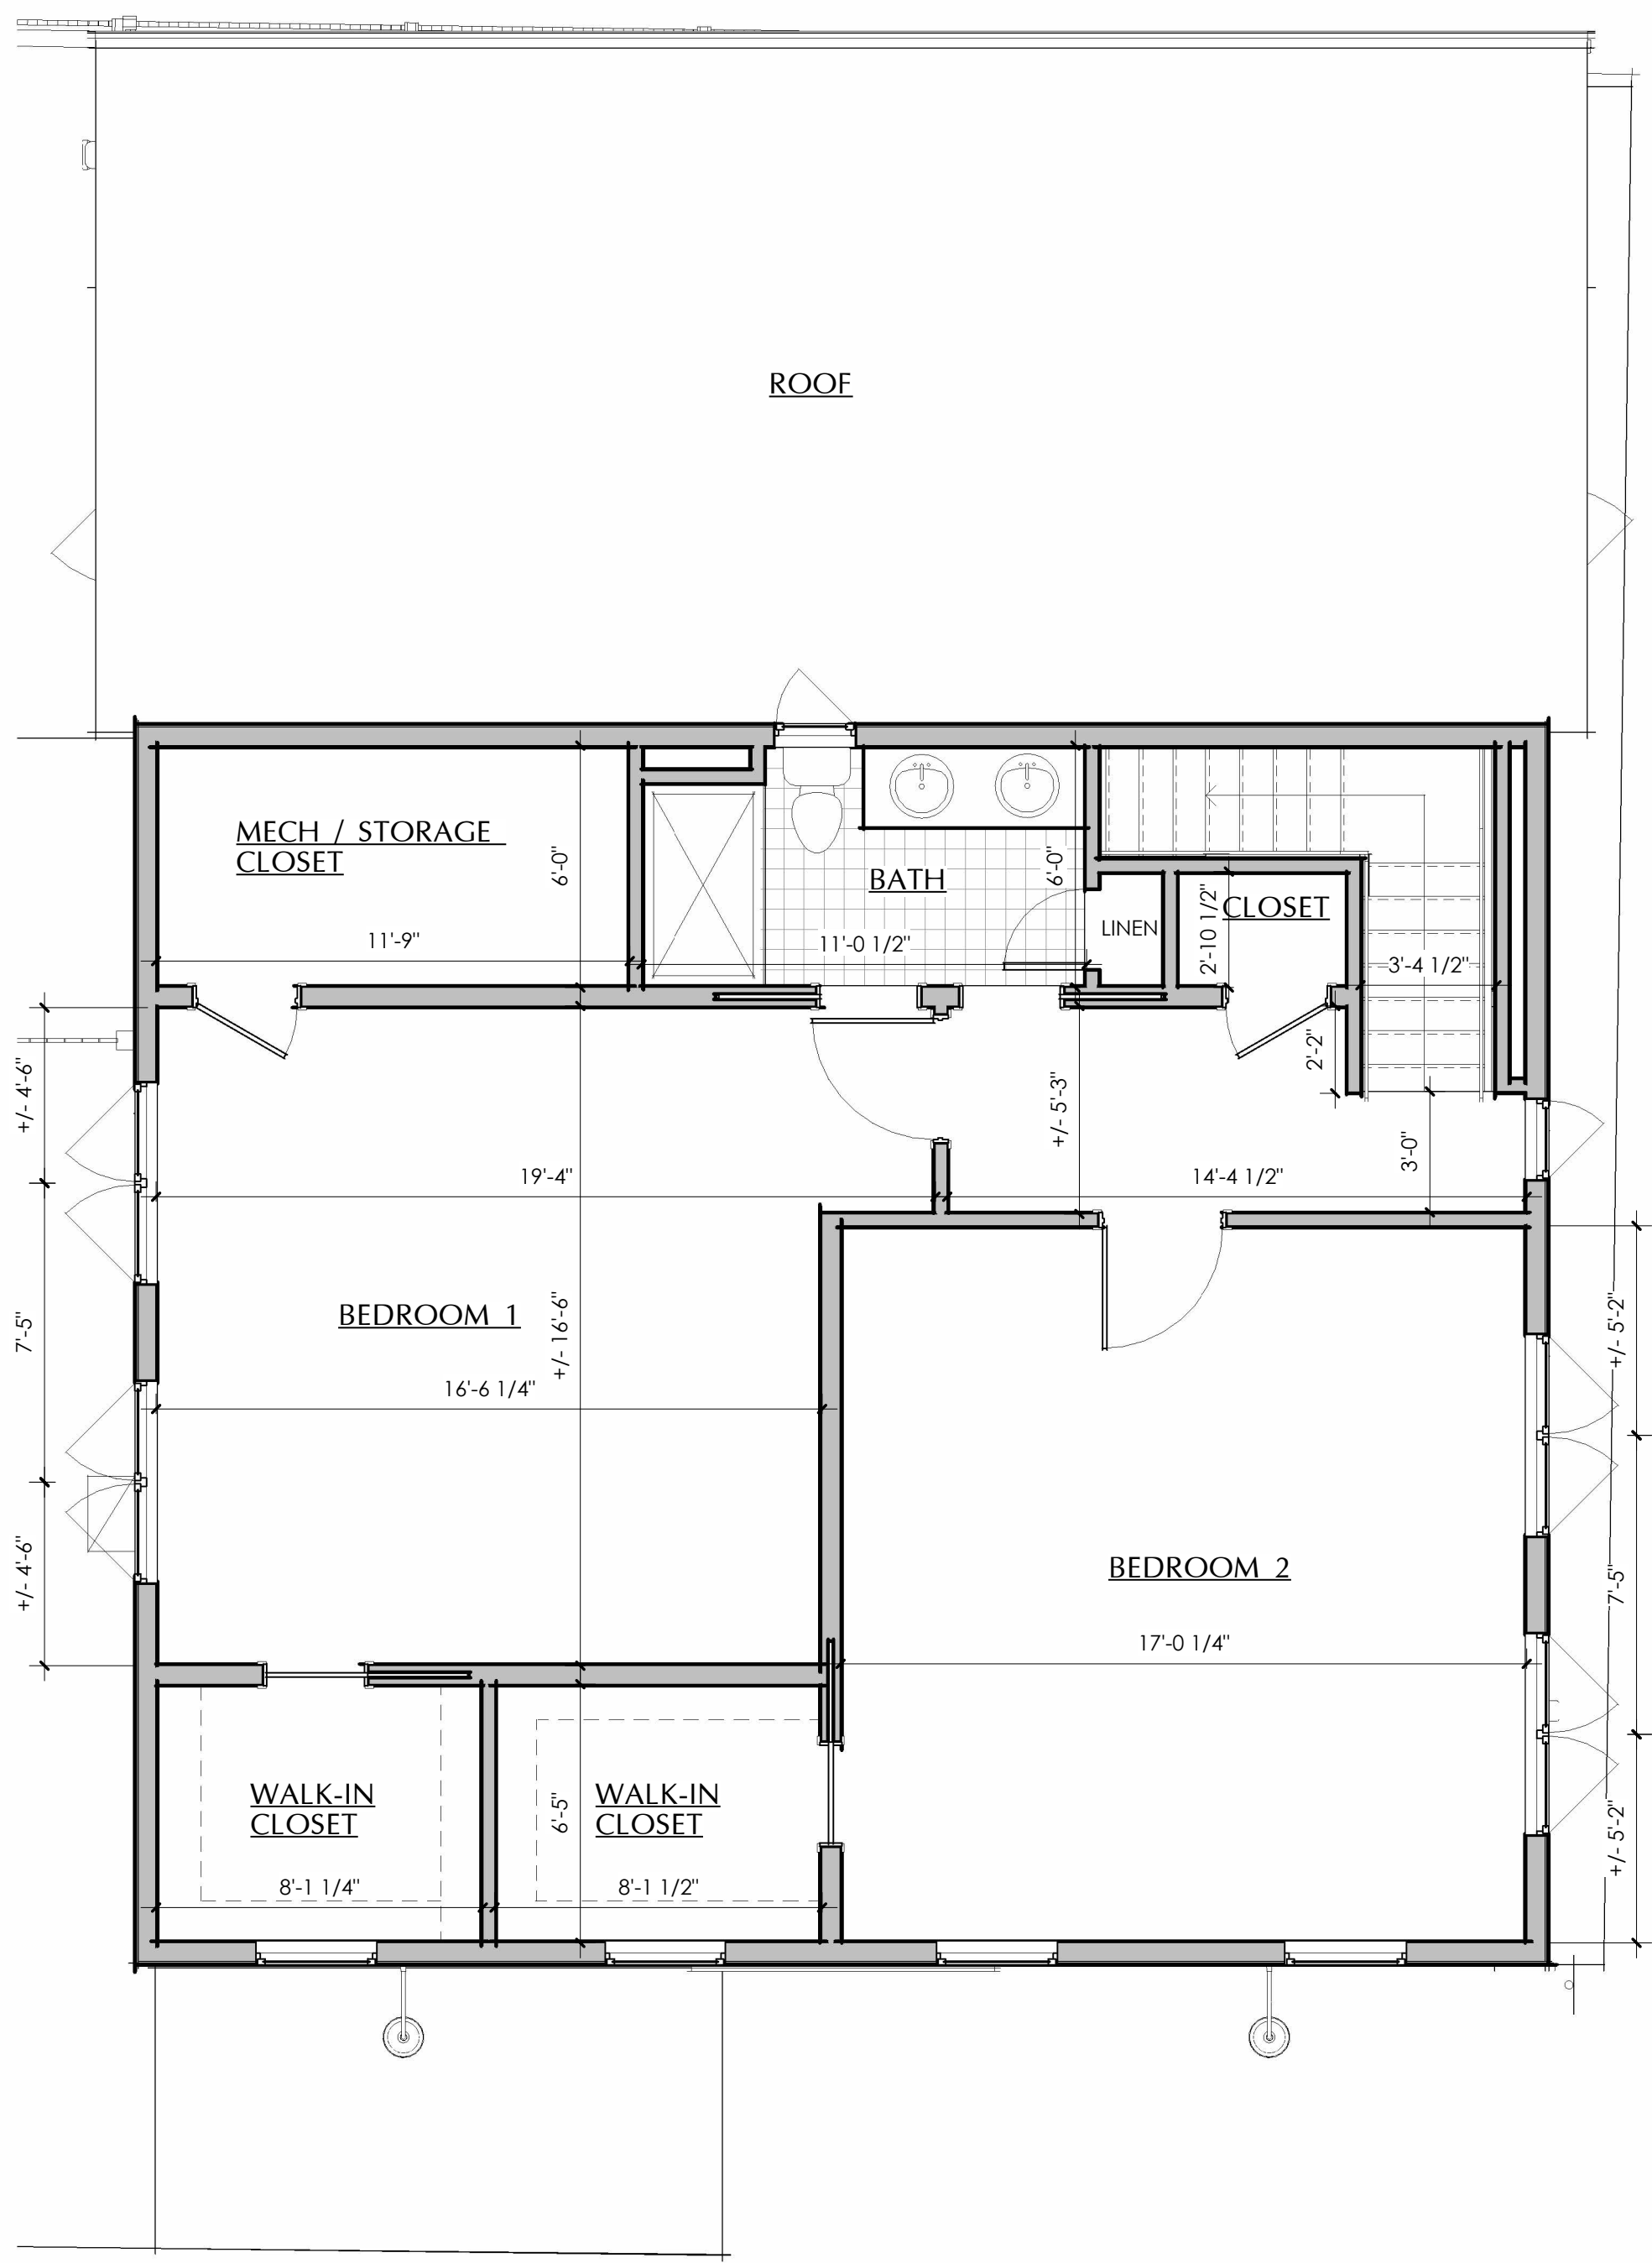 ROOF
MECH / STORAGE
CLOSET
6'-0"
11'-9"
BATH
6'-0"
11'-0 1/2"
LINEN
CLOSET
2'-10 1/2"
3'-4 1/2"
2'-2"
+/- 4'-6"
+/- 5'-3"
3'-0"
19'-4"
14'-4 1/2"
BEDROOM 1
+/- 16'-6"
7'-5"
+/- 5'-2"
16'-6 1/4"
+/- 4'-6"
BEDROOM 2
7'-5"
17'-0 1/4"
WALK-IN
CLOSET
6'-5"
WALK-IN
CLOSET
+/- 5'-2"
8'-1 1/4"
8'-1 1/2"